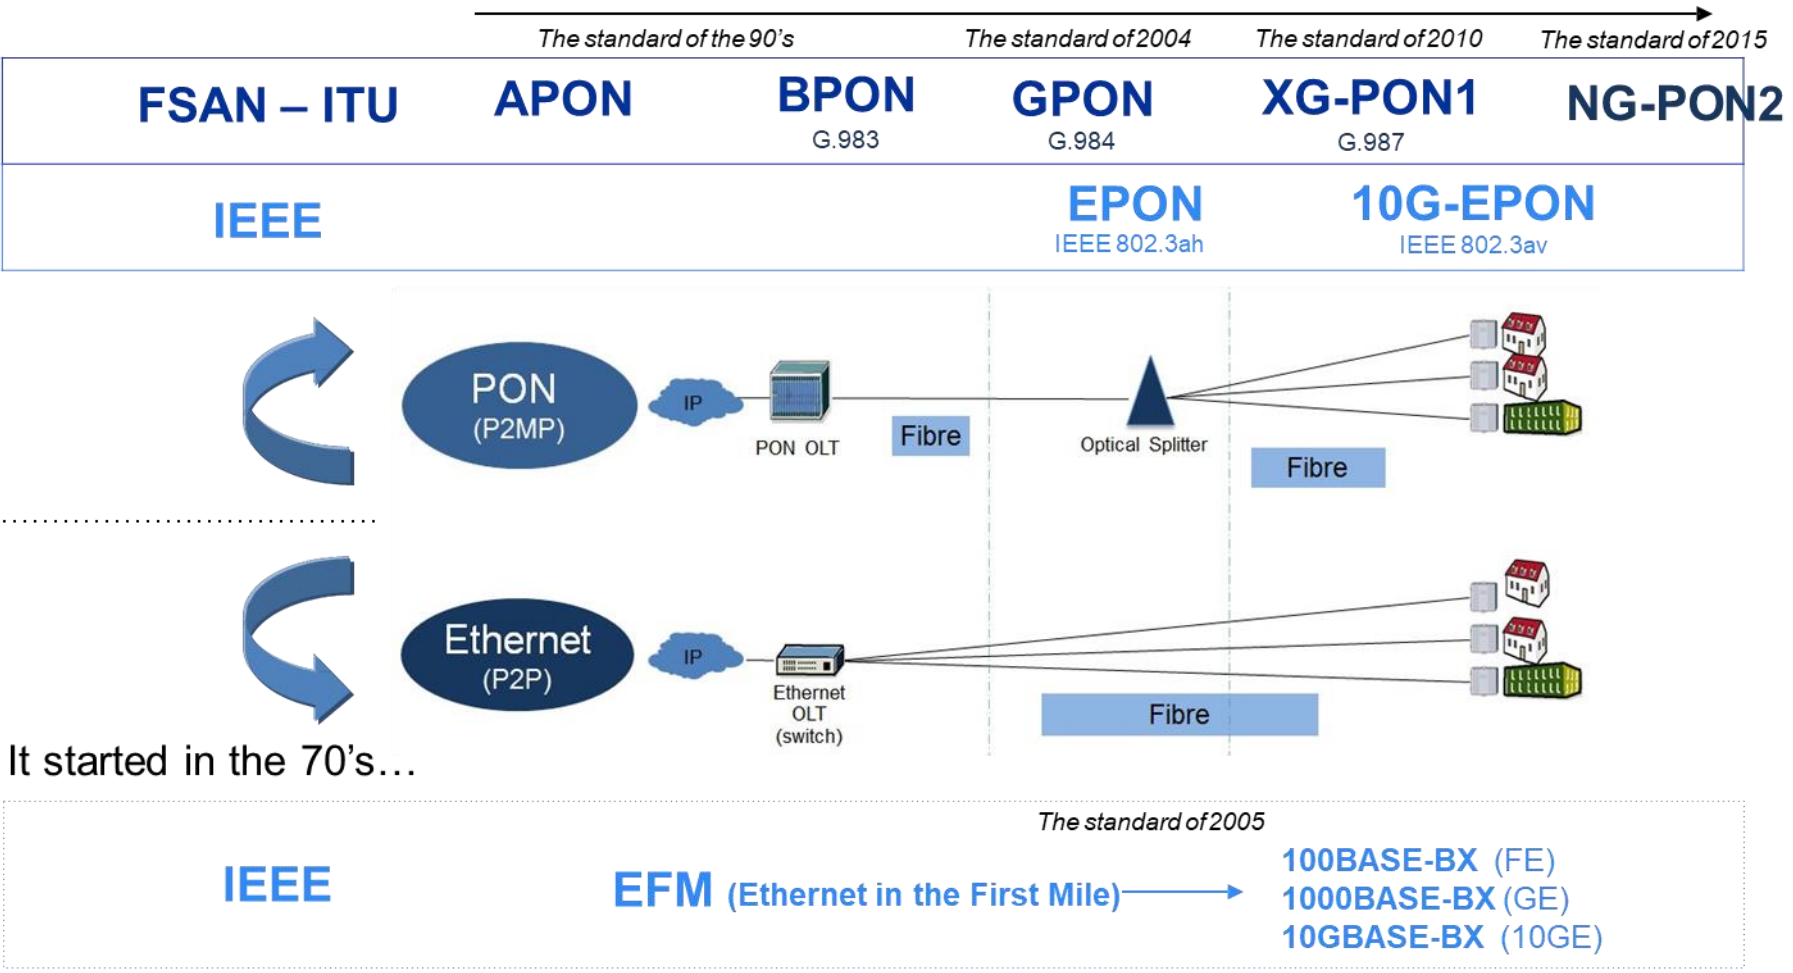 The standard of the 90's
The standard of 2004
The standard of 2010
The standard of 2015
FSAN – ITU
APON
BPON
G.983
GPON
G.984
XG-PON1
G.987
NG-PON2
IEEE
EPON
IEEE 802.3ah
10G-EPON
IEEE 802.3av
PON
(P2MP)
IP
PON OLT
Fibre
Optical Splitter
Fibre
Ethernet
(P2P)
IP
Ethernet
OLT
(switch)
Fibre
It started in the 70's…
The standard of 2005
IEEE
EFM (Ethernet in the First Mile)
100BASE-BX (FE)
1000BASE-BX (GE)
10GBASE-BX (10GE)